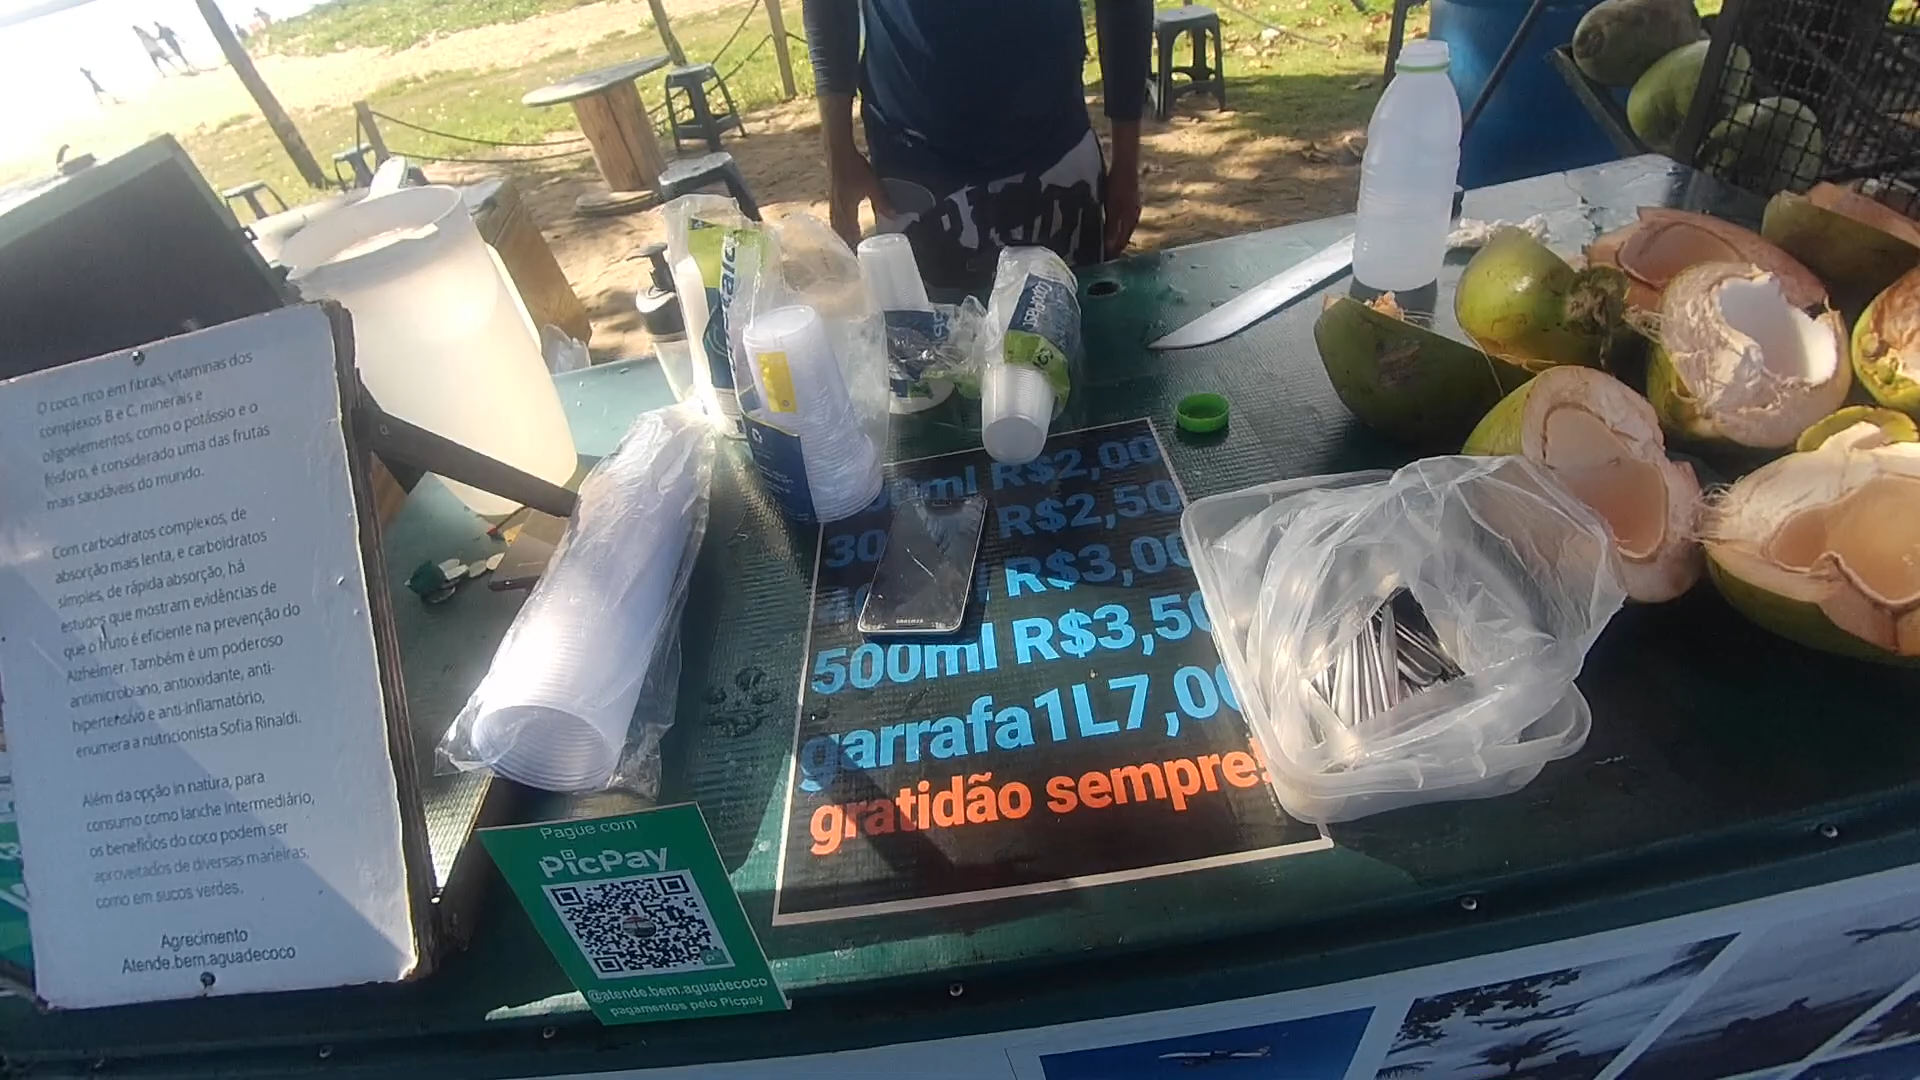 O coco, rico em fibras, vitaminas dos
complexos B e C, minerais e
oligoelementos, como o potássio e o
fósforo, é considerado uma das frutas
mais saudáveis do mundo.
Com carboidratos complexos, de
absorção mais lenta, e carboidratos
simples, de rápida absorção, há
estudos que mostram evidências de
que o fruto é eficiente na prevenção do
Alzheimer. Também é um poderoso
antimicrobiano, antioxidante, anti-
hipertensivo e anti-inflamatório,
enumera a nutricionista Sofia Rinaldi.
Além da opção in natura, para
consumo como lanche intermediário,
os benefícios do coco podem ser
aproveitados de diversas maneiras,
como em sucos verdes.
Agrecimento
Atende.bem.aguadecoco
Pague com
PicPay
@atende.bem.aguadecoco
pagamentos pelo Picpay
ml R$2,00
30 R$2,50
R$3,00
500ml R$3,50
garrafa1L7,00
gratidão sempre!
SAMSUNG